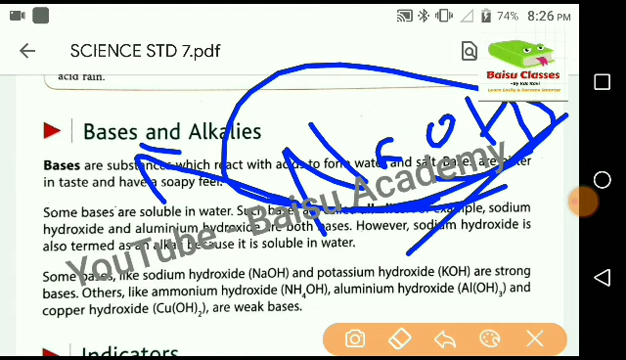 74% 8:26 PM
SCIENCE STD 7.pdf
Baisu Classes
acid rain.
Bases and Alkalies
Bases are substances which react with acids to form water and salt. Bases are bitter
in taste and have a soapy feel.
Some bases are soluble in water. Such bases are called alkalies. For example, sodium
hydroxide and aluminium hydroxide are both bases. However, sodium hydroxide is
also termed as an alkali because it is soluble in water.
YouTube - Baisu Academy
Some bases, like sodium hydroxide (NaOH) and potassium hydroxide (KOH) are strong
bases. Others, like ammonium hydroxide (NH₄OH), aluminium hydroxide (Al(OH)₃) and
copper hydroxide (Cu(OH)₂), are weak bases.
Indicators